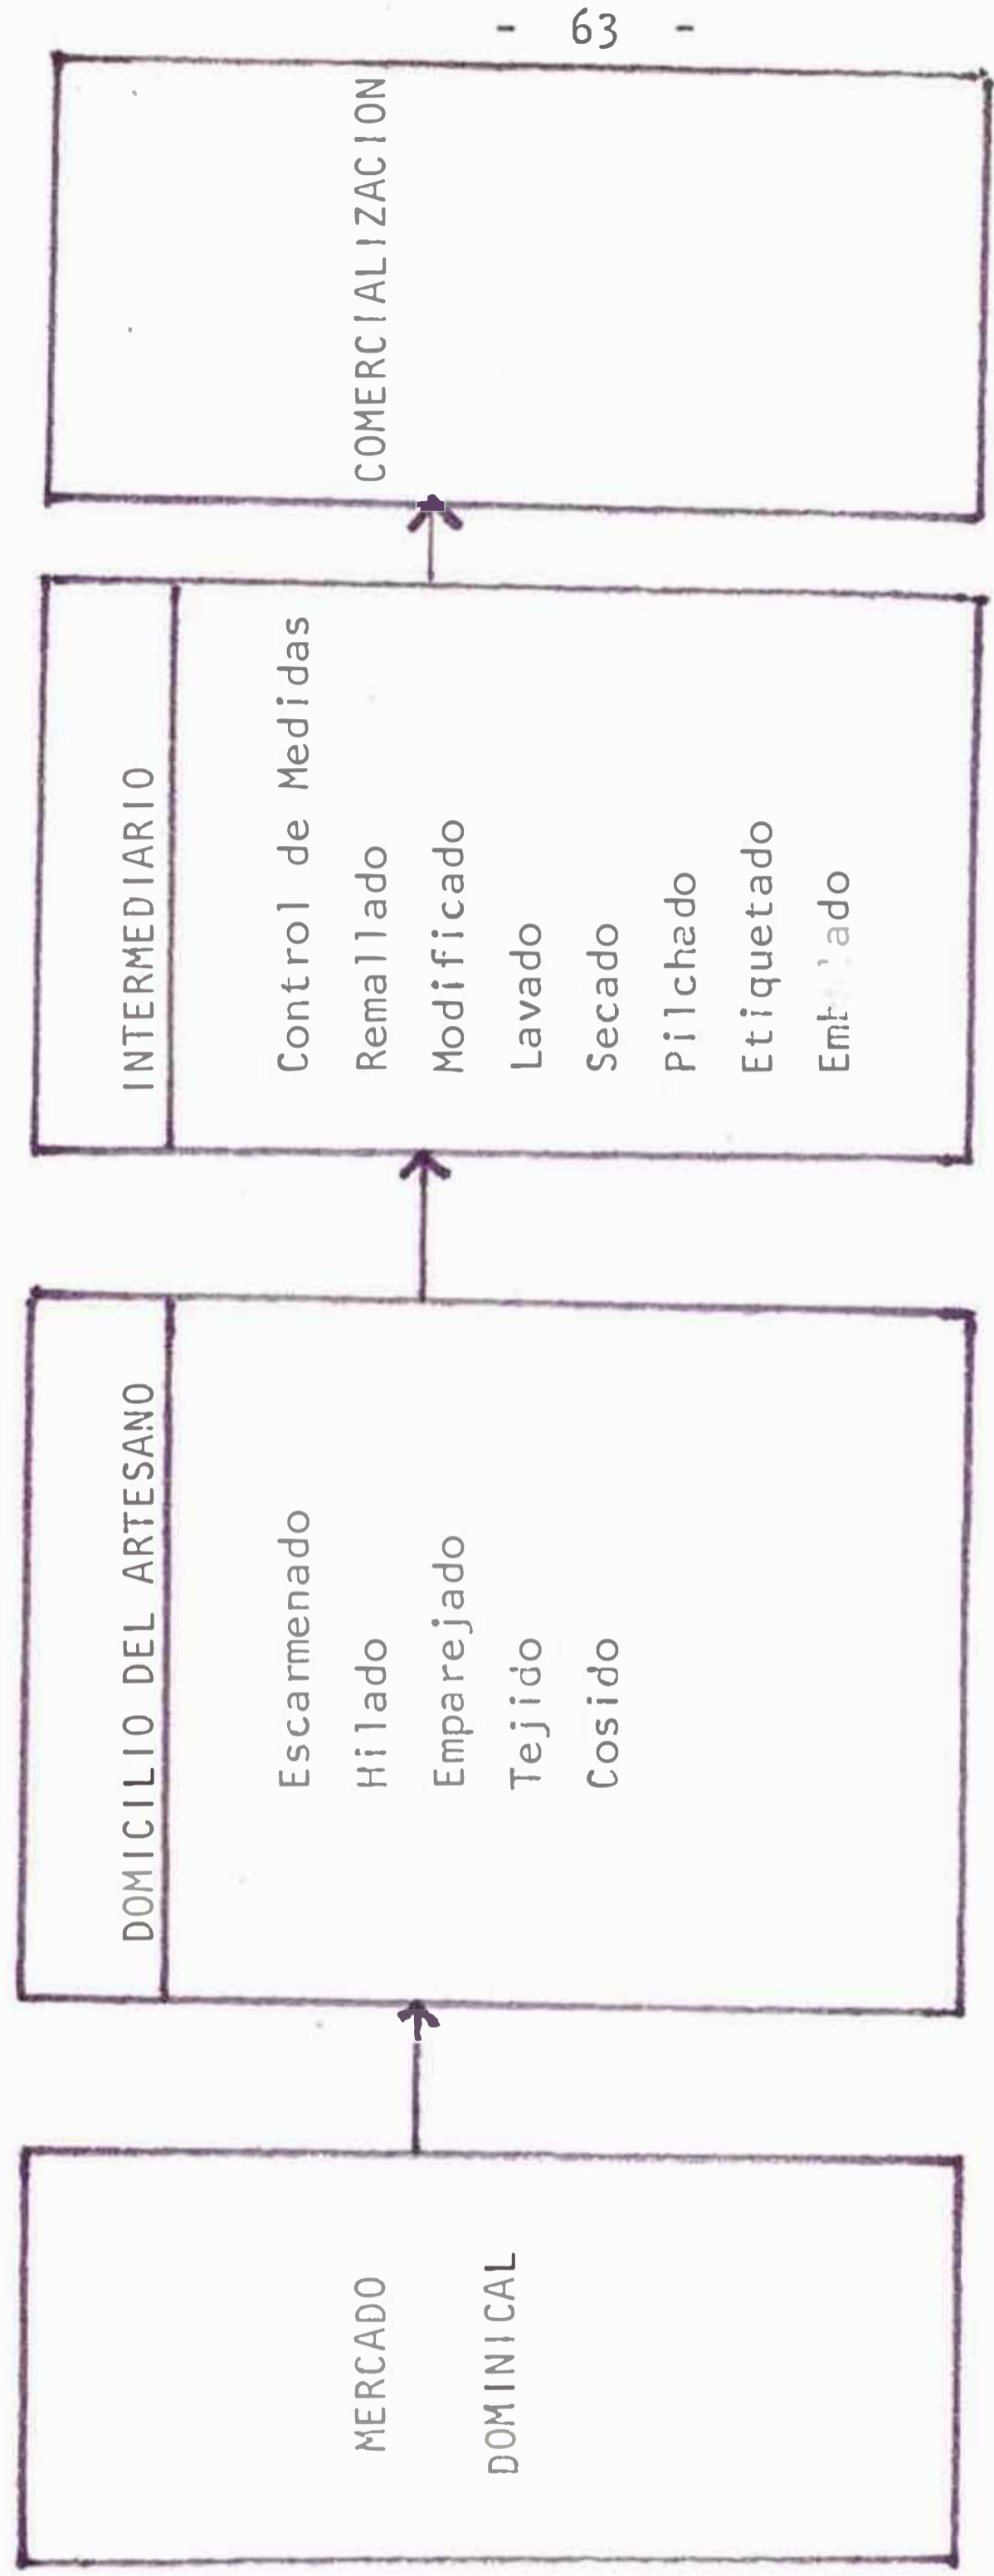 - 63 -
MERCADO
DOMINICAL
DOMICILIO DEL ARTESANO
Escarmenado
Hilado
Emparejado
Tejido
Cosido
INTERMEDIARIO
Control de Medidas
Remallado
Modificado
Lavado
Secado
Pilchado
Etiquetado
COMERCIALIZACION